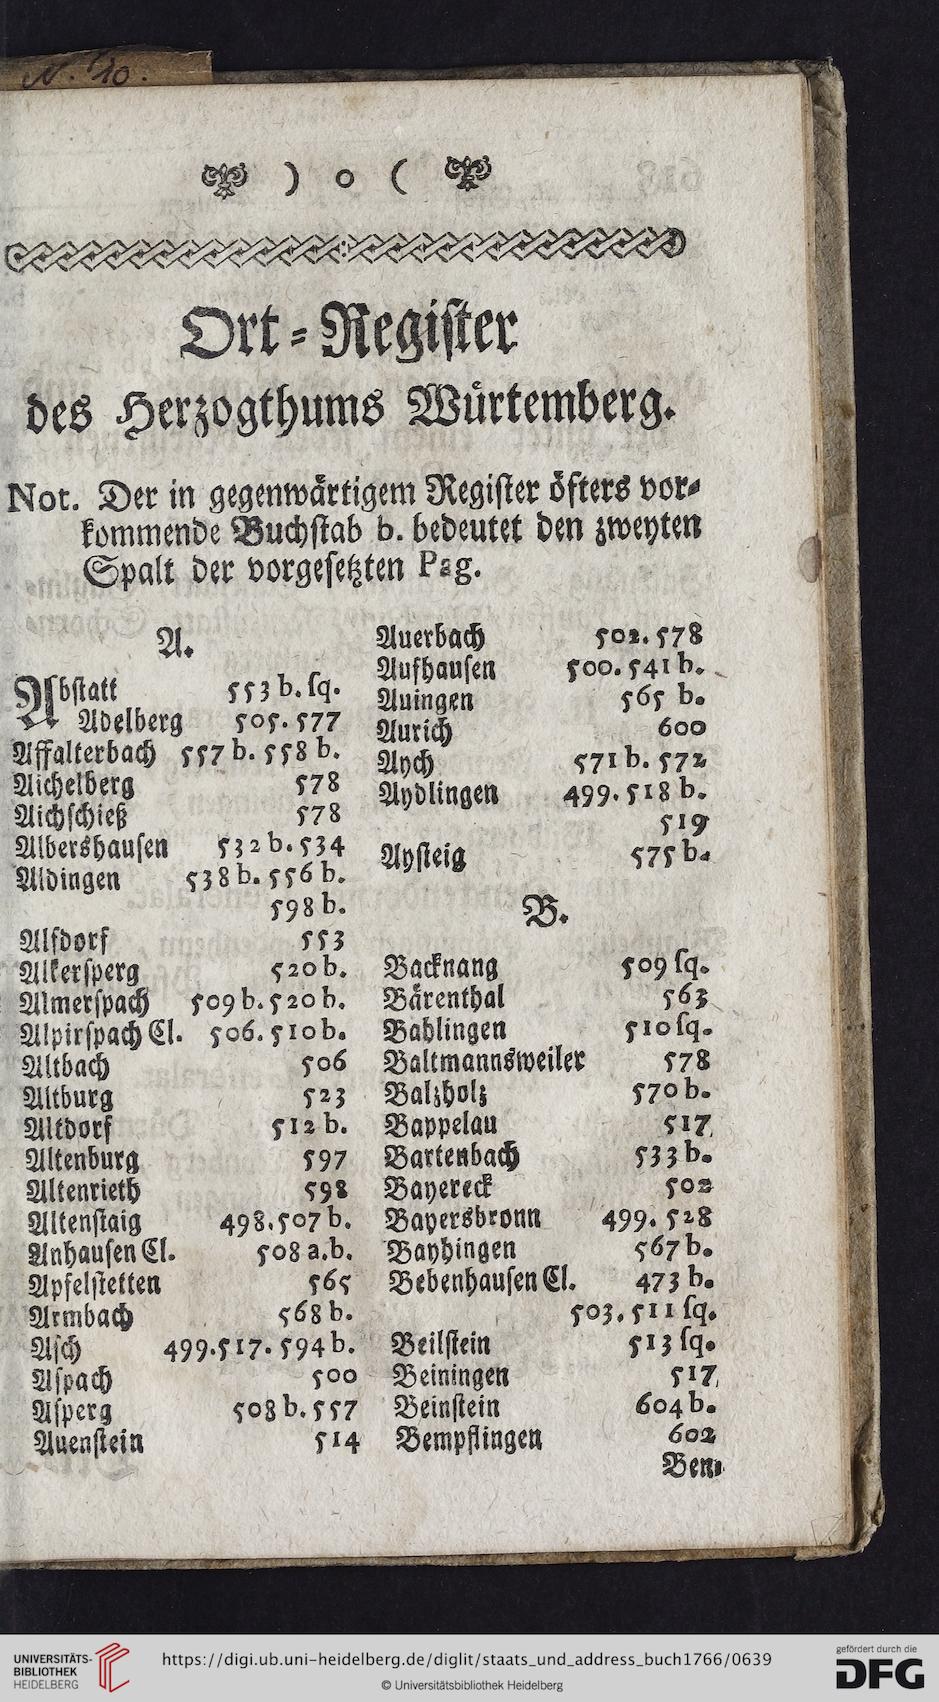 N. 10.
) o (
Ort-Register
des Herzogthums Würtemberg.
Not. Der in gegenwärtigem Register öfters vor-
kommende Buchstab b. bedeutet den zweyten
Spalt der vorgesetzten Pag.
A.
Abstatt 553 b. sq.
Adelberg 505. 577
Affalterbach 557 b. 558 b.
Aichelberg 578
Aichschieß 578
Albershausen 532 b. 534
Aldingen 538 b. 556 b.
598 b.
Alfdorf 553
Alkersperg 520 b.
Almerspach 509 b. 520 b.
Alpirspach Cl. 506. 510 b.
Altbach 506
Altburg 523
Altdorf 512 b.
Altenburg 597
Altenrieth 598
Altenstaig 498. 507 b.
Anhausen Cl. 508 a. b.
Apfelstetten 565
Armbach 568 b.
Asch 499. 517. 594 b.
Aspach 500
Asperg 508 b. 557
Auenstein 514
Auerbach 502. 578
Aufhausen 500. 541 b.
Auingen 565 b.
Aurich 600
Aych 571 b. 572
Aydlingen 499. 518 b.
519
Aysteig 575 b.
B.
Backnang 509 sq.
Bärenthal 563
Bahlingen 510 sq.
Baltmannsweiler 578
Balzholz 570 b.
Bappelau 517
Bartenbach 533 b.
Bayereck 502
Bayersbronn 499. 528
Bayhingen 567 b.
Bebenhausen Cl. 473 b.
503. 511 sq.
Beilstein 513 sq.
Beiningen 517
Beinstein 604 b.
Bempflingen 602
Ben-
UNIVERSITÄTS-
BIBLIOTHEK
HEIDELBERG
https://digi.ub.uni-heidelberg.de/diglit/staats_und_address_buch1766/0639
© Universitätsbibliothek Heidelberg
gefördert durch die
DFG